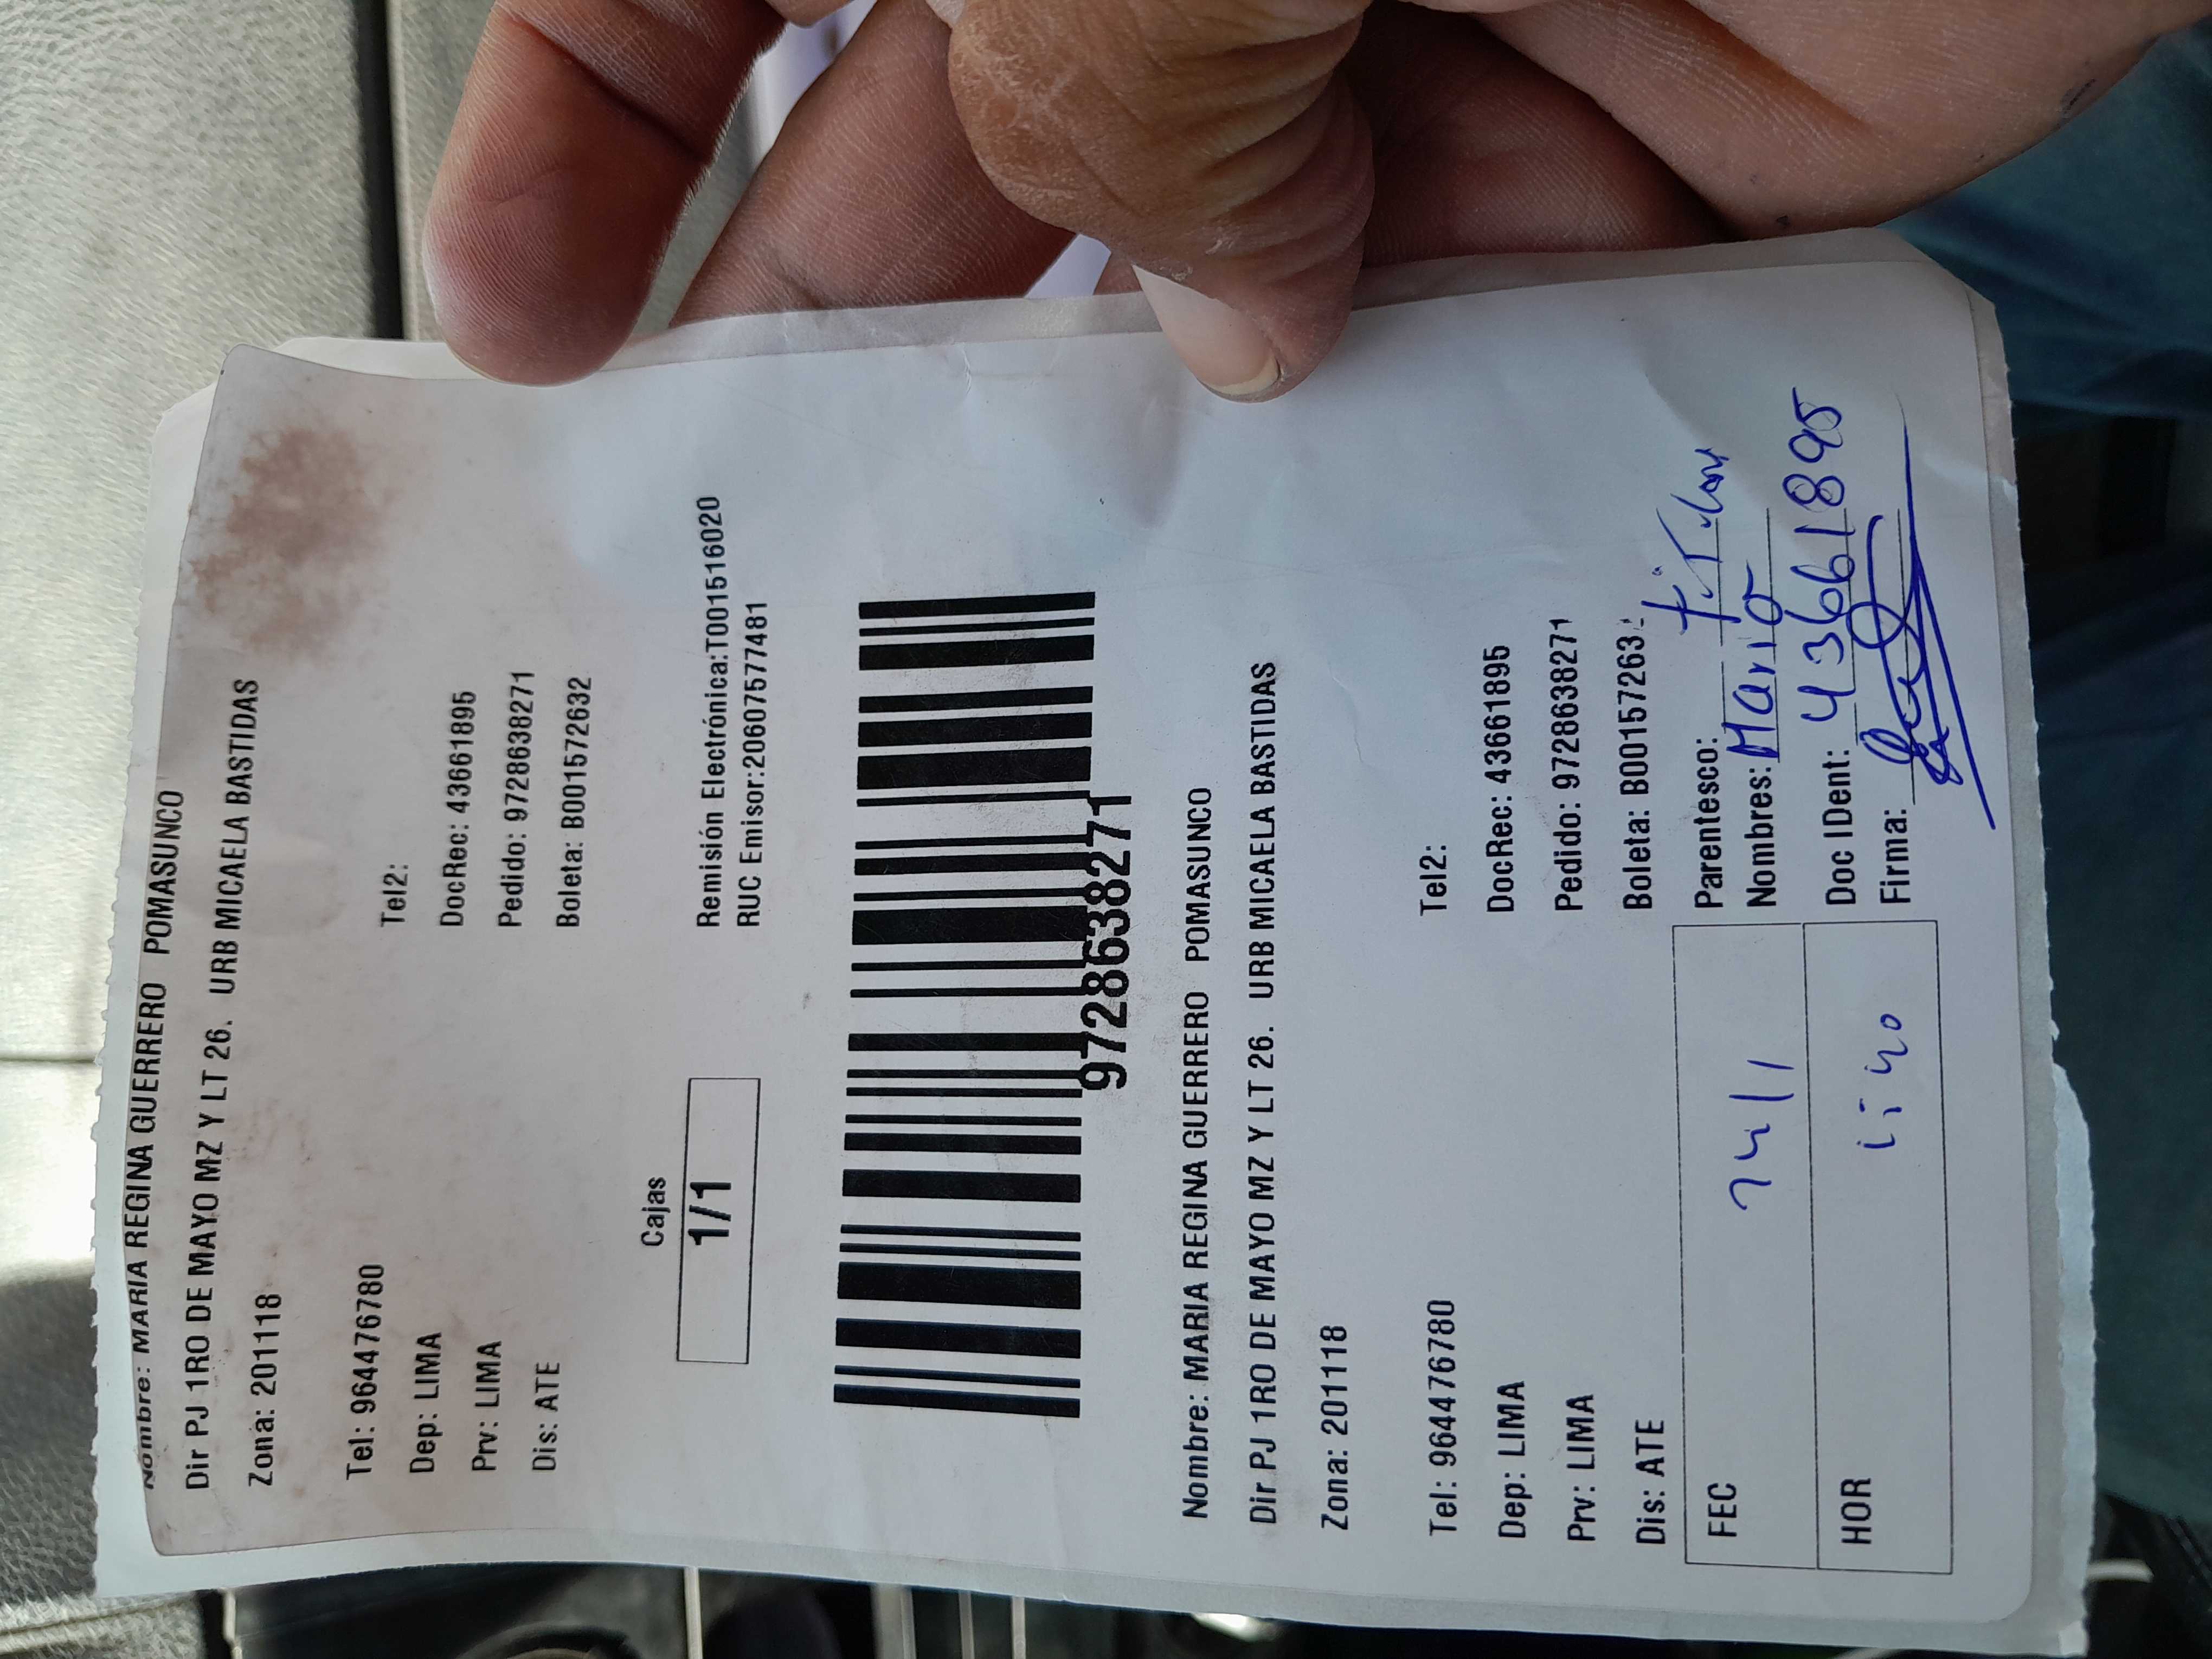 Nombre: MARIA REGINA GUERRERO POMASUNCO
Dir PJ 1RO DE MAYO MZ Y LT 26. URB MICAELA BASTIDAS
Zona: 201118
Tel: 964476780 Tel2:
Dep: LIMA DocRec: 43661895
Prv: LIMA Pedido: 9728638271
Dis: ATE Boleta: B001572632
Cajas
1/1
Remisión Electrónica:T001516020
RUC Emisor:20607577481
9728638271
Nombre: MARIA REGINA GUERRERO POMASUNCO
Dir PJ 1RO DE MAYO MZ Y LT 26. URB MICAELA BASTIDAS
Zona: 201118
Tel: 964476780 Tel2:
Dep: LIMA DocRec: 43661895
Prv: LIMA Pedido: 9728638271
Dis: ATE Boleta: B00157263
FEC
HOR
Parentesco: Titular
Nombres: Maria
Doc IDent: 43661895
Firma: